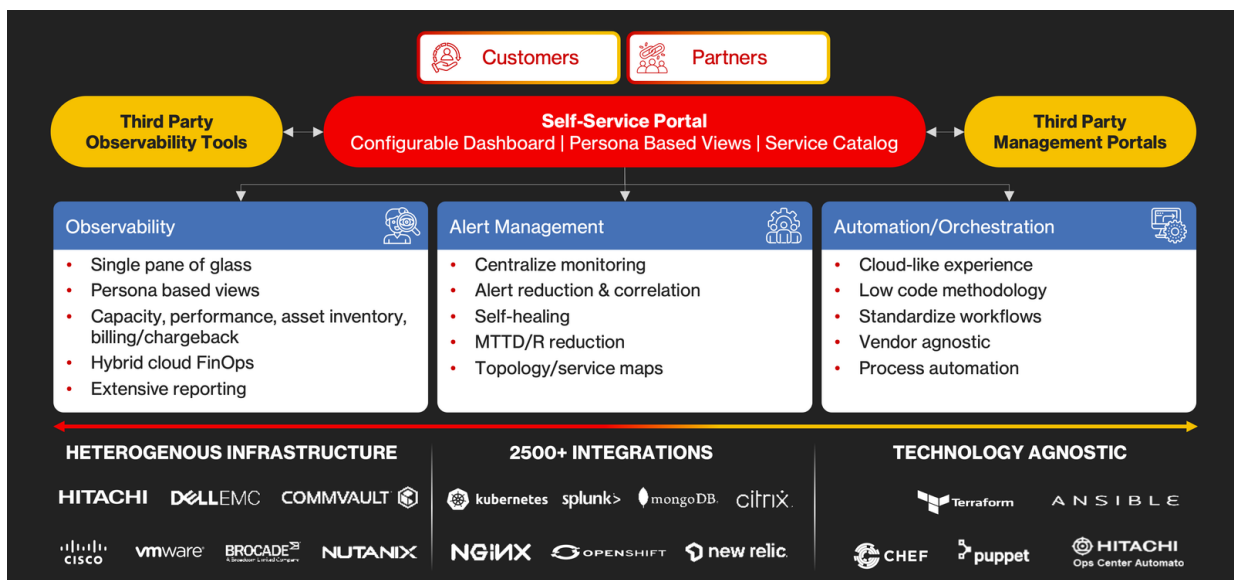 Customers
Partners
Third Party
Observability Tools
Self-Service Portal
Configurable Dashboard | Persona Based Views | Service Catalog
Third Party
Management Portals
Observability
• Single pane of glass
• Persona based views
• Capacity, performance, asset inventory,
billing/chargeback
• Hybrid cloud FinOps
• Extensive reporting
Alert Management
• Centralize monitoring
• Alert reduction & correlation
• Self-healing
• MTTD/R reduction
• Topology/service maps
Automation/Orchestration
• Cloud-like experience
• Low code methodology
• Standardize workflows
• Vendor agnostic
• Process automation
HETEROGENOUS INFRASTRUCTURE
HITACHI DELLEMC COMMVAULT
CISCO vmware BROCADE NUTANIX
A Broadcom Limited Company
2500+ INTEGRATIONS
kubernetes splunk> mongoDB. citrix.
NGINX OPENSHIFT new relic.
TECHNOLOGY AGNOSTIC
Terraform ANSIBLE
CHEF puppet HITACHI
Ops Center Automato